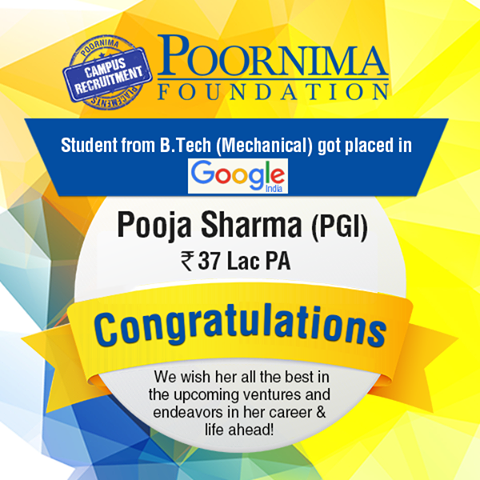 POORNIMA
CAMPUS
RECRUITMENT
PLACEMENTS
POORNIMA
FOUNDATION
Student from B.Tech (Mechanical) got placed in
Google
India
Pooja Sharma (PGI)
₹ 37 Lac PA
Congratulations
We wish her all the best in
the upcoming ventures and
endeavors in her career &
life ahead!